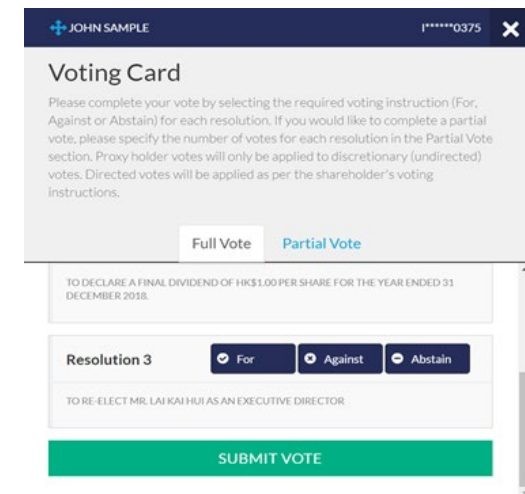 JOHN SAMPLE
I******0375
Voting Card
Please complete your vote by selecting the required voting instruction (For,
Against or Abstain) for each resolution. If you would like to complete a partial
vote, please specify the number of votes for each resolution in the Partial Vote
section. Proxy holder votes will only be applied to discretionary (undirected)
votes. Directed votes will be applied as per the shareholder's voting
instructions.
Full Vote Partial Vote
TO DECLARE A FINAL DIVIDEND OF HK$1.00 PER SHARE FOR THE YEAR ENDED 31
DECEMBER 2018.
Resolution 3 For Against Abstain
TO RE-ELECT MR. LAI KAI HUI AS AN EXECUTIVE DIRECTOR
SUBMIT VOTE